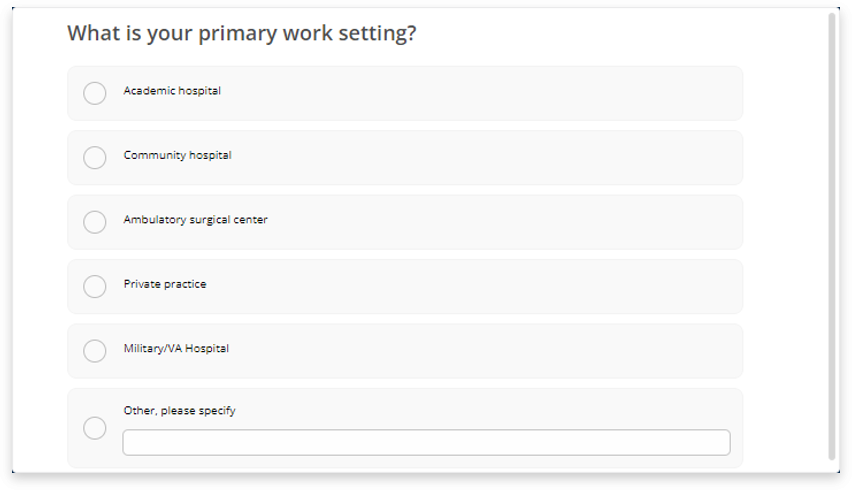 What is your primary work setting?
Academic hospital
Community hospital
Ambulatory surgical center
Private practice
Military/VA Hospital
Other, please specify